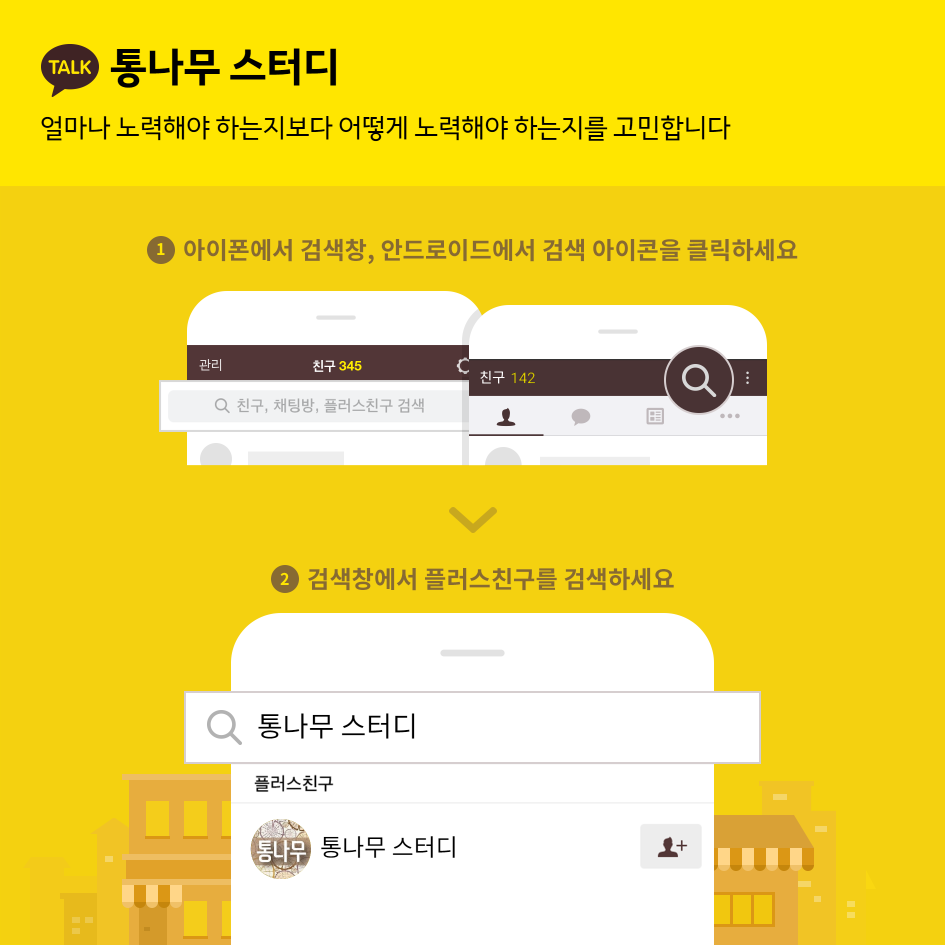 TALK 통나무 스터디
얼마나 노력해야 하는지보다 어떻게 노력해야 하는지를 고민합니다
1 아이폰에서 검색창, 안드로이드에서 검색 아이콘을 클릭하세요
관리 친구 345
친구, 채팅방, 플러스친구 검색
친구 142
2 검색창에서 플러스친구를 검색하세요
통나무 스터디
플러스친구
통나무 통나무 스터디